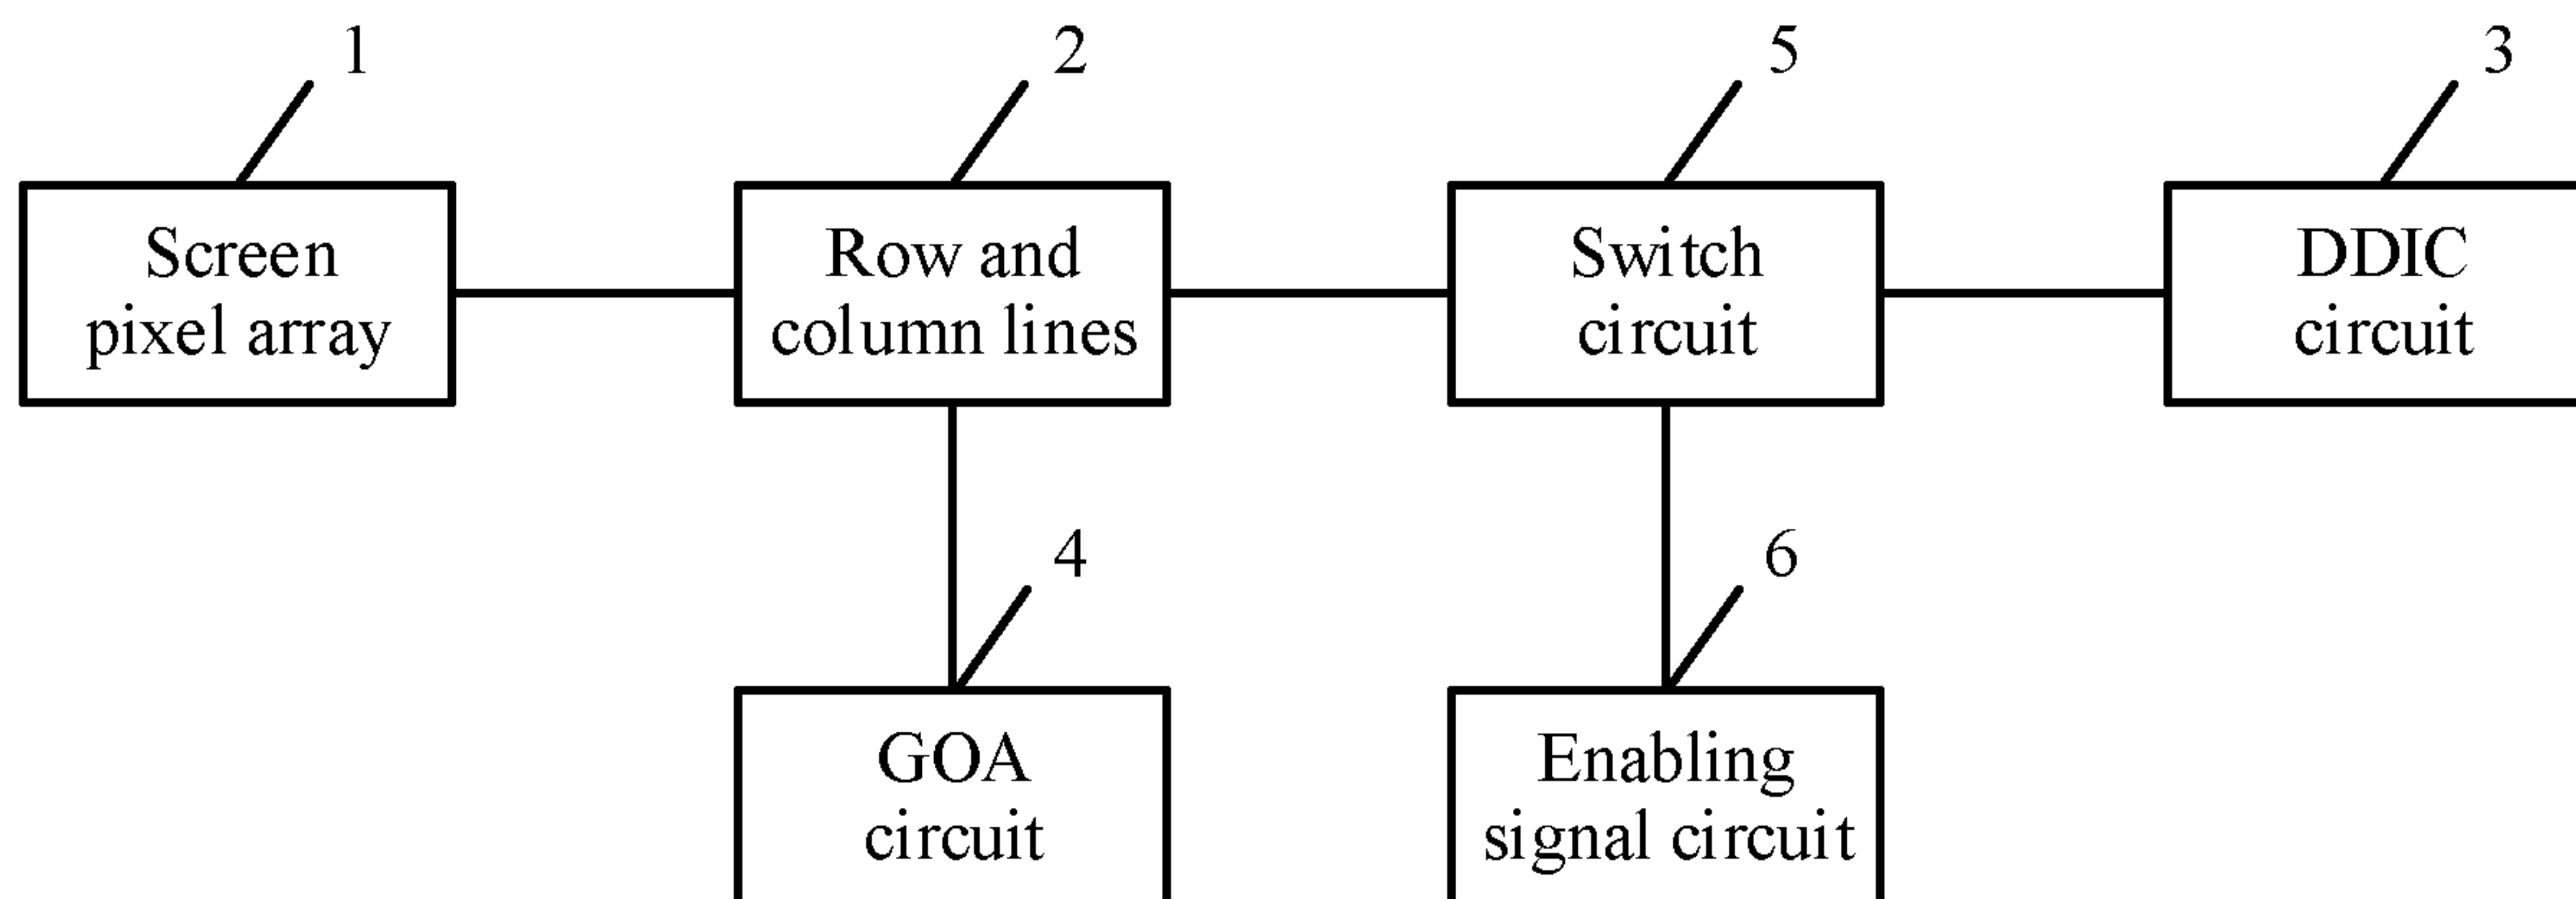 1
2
5
3
Screen
pixel array
Row and
column lines
Switch
circuit
DDIC
circuit
4
6
GOA
circuit
Enabling
signal circuit